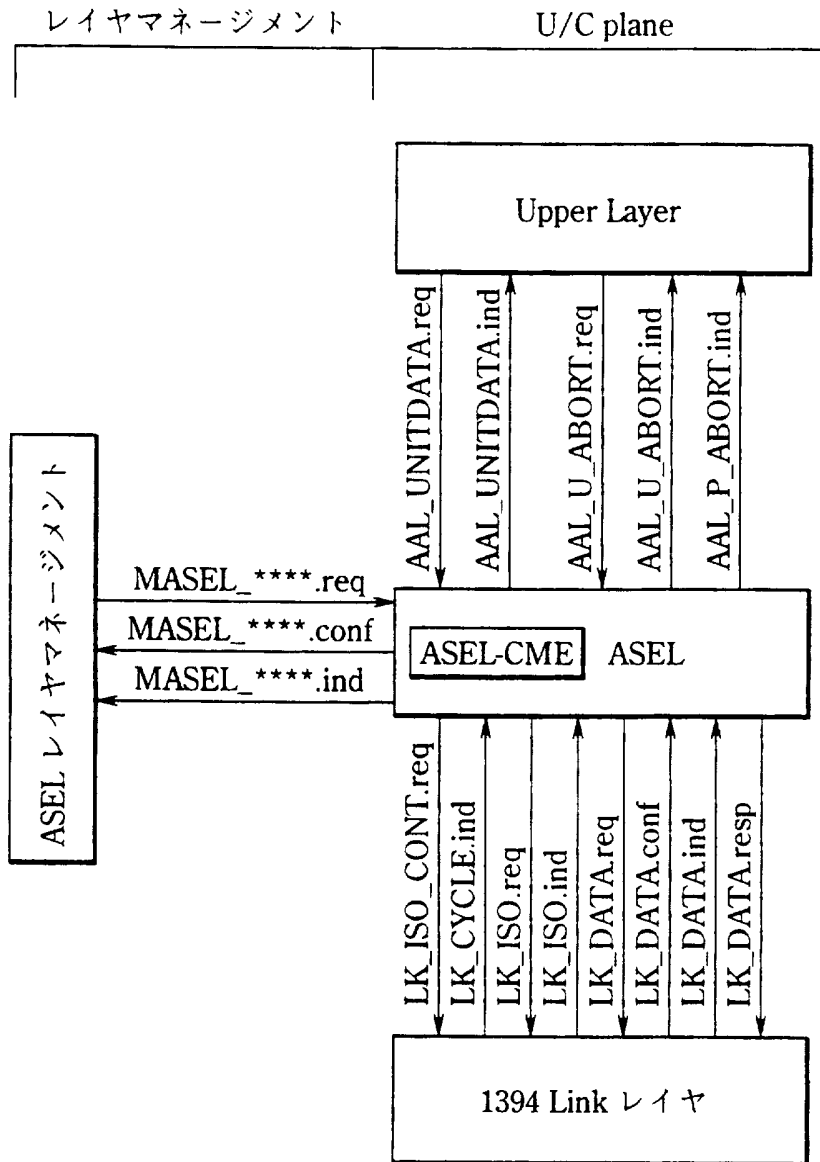 レイヤマネージメント
U/C plane
Upper Layer
AAL_UNITDATA.req
AAL_UNITDATA.ind
AAL_U_ABORT.req
AAL_U_ABORT.ind
AAL_P_ABORT.ind
ASEL レイヤマネージメント
MASEL_****.req
MASEL_****.conf
MASEL_****.ind
ASEL-CME
ASEL
LK_ISO_CONT.req
LK_CYCLE.ind
LK_ISO.req
LK_ISO.ind
LK_DATA.req
LK_DATA.conf
LK_DATA.ind
LK_DATA.resp
1394 Link レイヤ